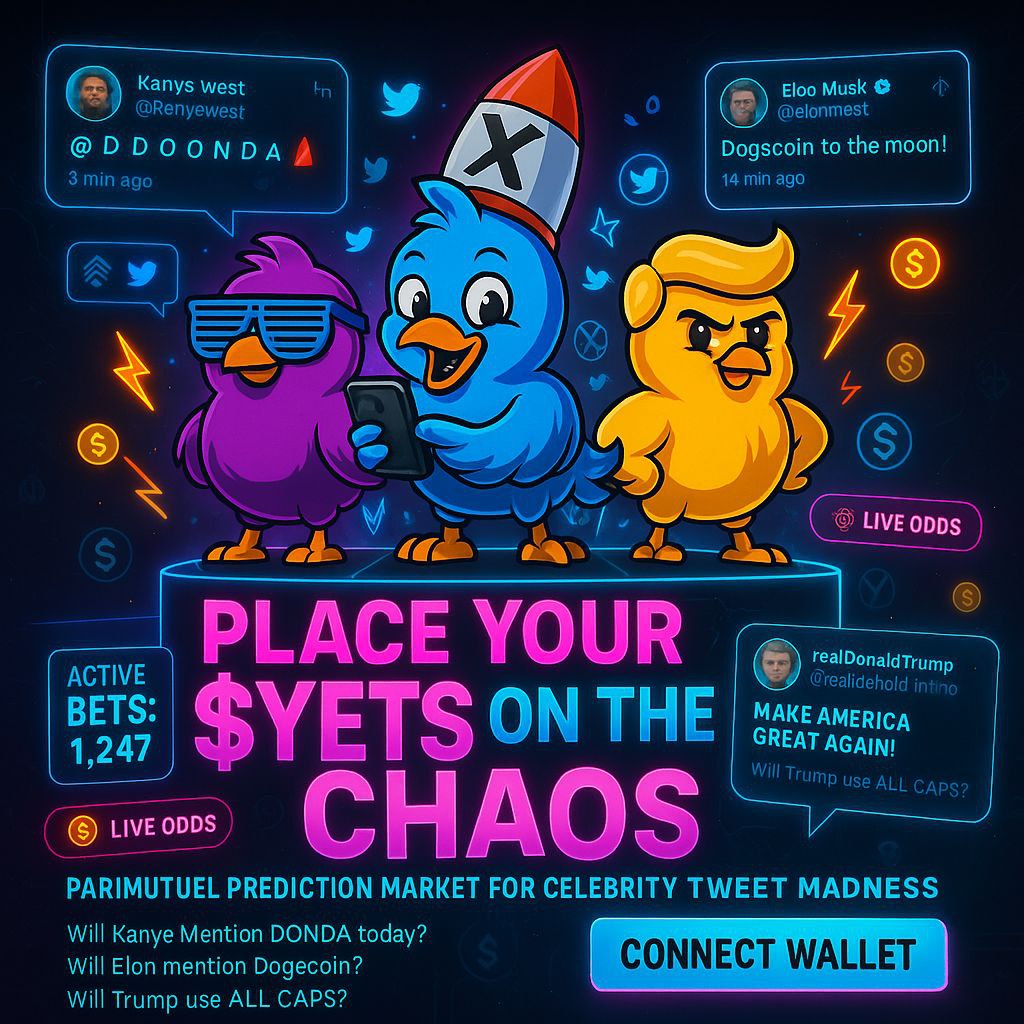 Kanys west
@Renyewest
@ D D O O N D A
3 min ago
X
Eloo Musk
@elonmest
Dogscoin to the moon!
14 min ago
LIVE ODDS
PLACE YOUR
$YETS ON THE
CHAOS
ACTIVE
BETS:
1,247
LIVE ODDS
realDonaldTrump
@realidehold intino
MAKE AMERICA
GREAT AGAIN!
Will Trump use ALL CAPS?
PARIMUTUEL PREDICTION MARKET FOR CELEBRITY TWEET MADNESS
Will Kanye Mention DONDA today?
Will Elon mention Dogecoin?
Will Trump use ALL CAPS?
CONNECT WALLET